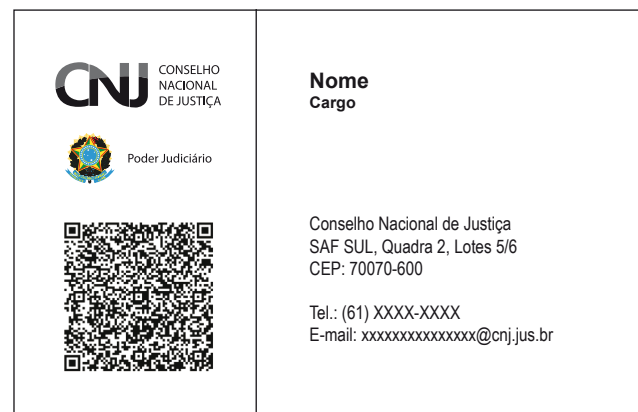 CNJ
CONSELHO
NACIONAL
DE JUSTIÇA
Poder Judiciário
Nome
Cargo
Conselho Nacional de Justiça
SAF SUL, Quadra 2, Lotes 5/6
CEP: 70070-600
Tel.: (61) XXXX-XXXX
E-mail: xxxxxxxxxxxxxxx@cnj.jus.br